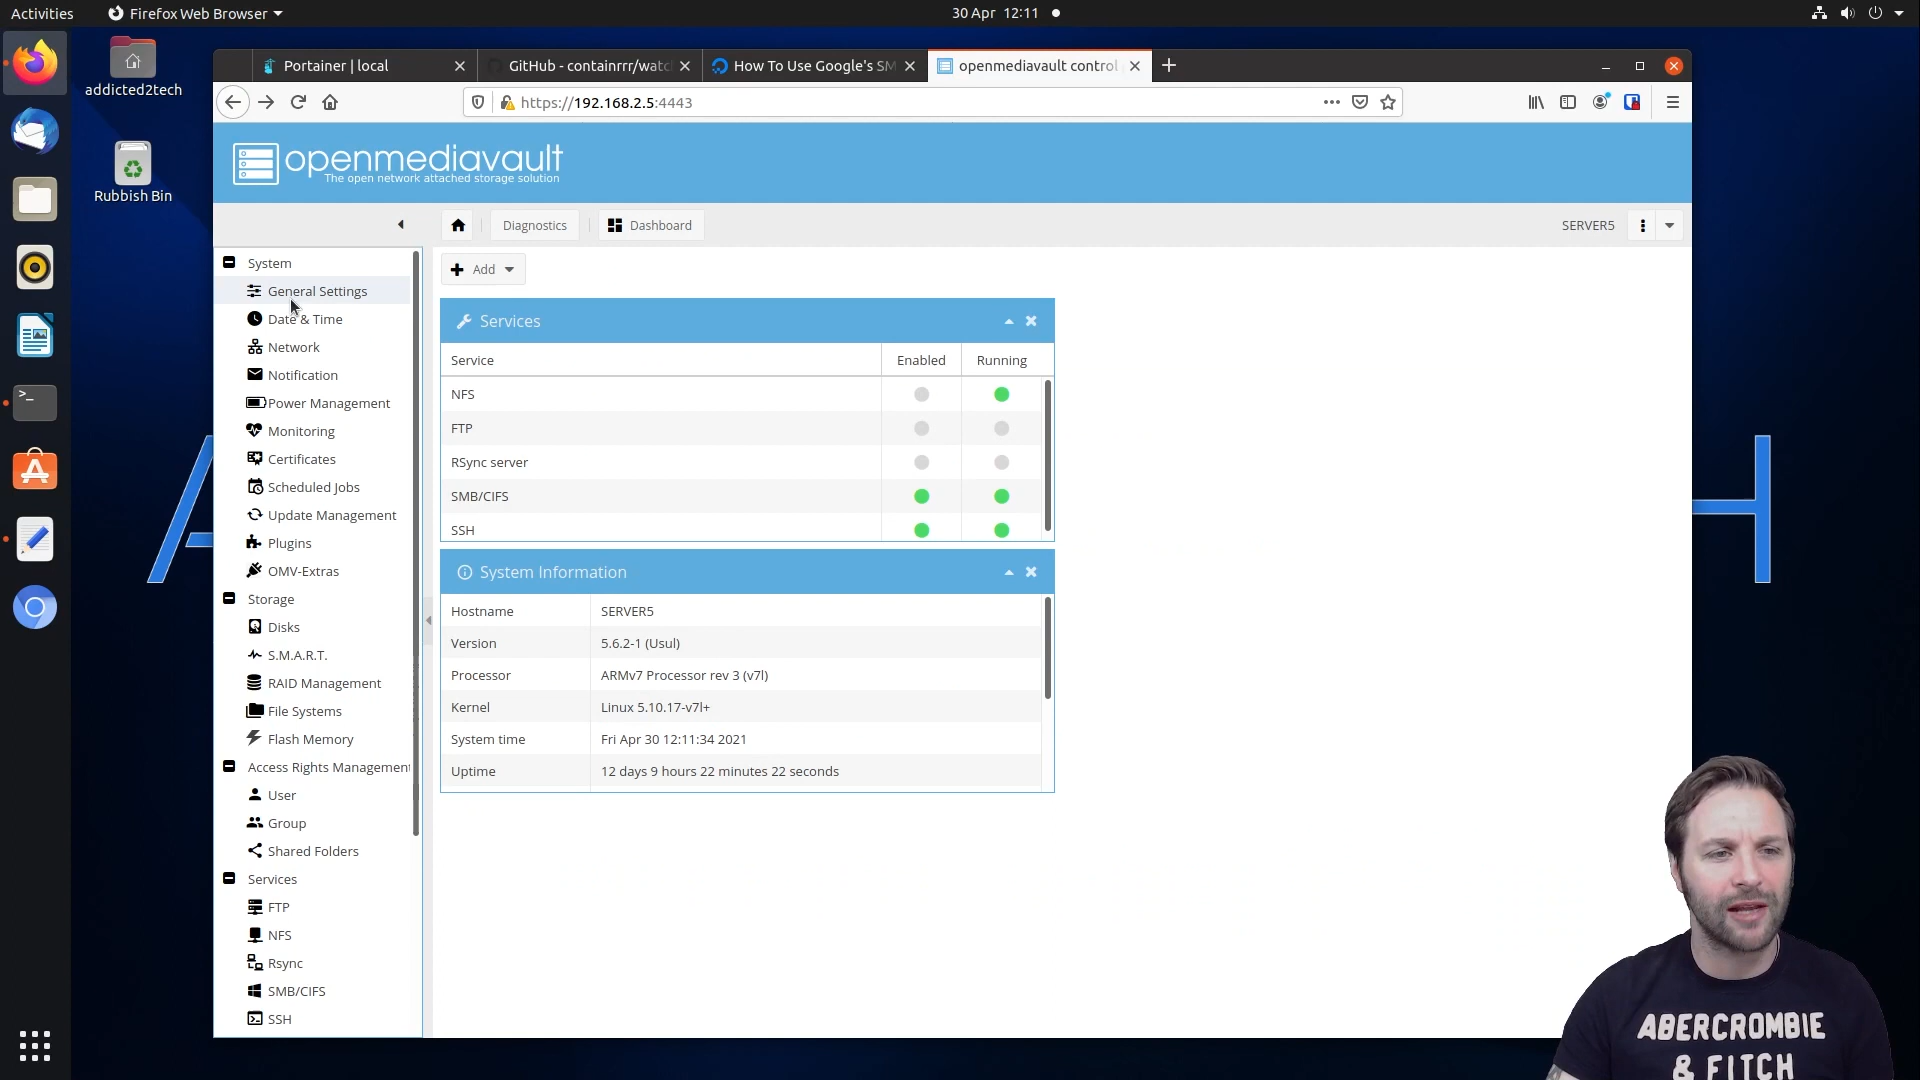 Activities
Firefox Web Browser
30 Apr 12:11
addicted2tech
Rubbish Bin
Portainer | local
GitHub - containrrr/watc
How To Use Google's SM
openmediavault control
https://192.168.2.5:4443
openmediavault
The open network attached storage solution
Diagnostics
Dashboard
SERVER5
System
General Settings
Date & Time
Network
Notification
Power Management
Monitoring
Certificates
Scheduled Jobs
Update Management
Plugins
OMV-Extras
Storage
Disks
S.M.A.R.T.
RAID Management
File Systems
Flash Memory
Access Rights Management
User
Group
Shared Folders
Services
FTP
NFS
Rsync
SMB/CIFS
SSH
Add
Services
Service Enabled Running
NFS
FTP
RSync server
SMB/CIFS
SSH
System Information
Hostname SERVER5
Version 5.6.2-1 (Usul)
Processor ARMv7 Processor rev 3 (v7l)
Kernel Linux 5.10.17-v7l+
System time Fri Apr 30 12:11:34 2021
Uptime 12 days 9 hours 22 minutes 22 seconds
A
H
ABERCROMBIE
& FITCH